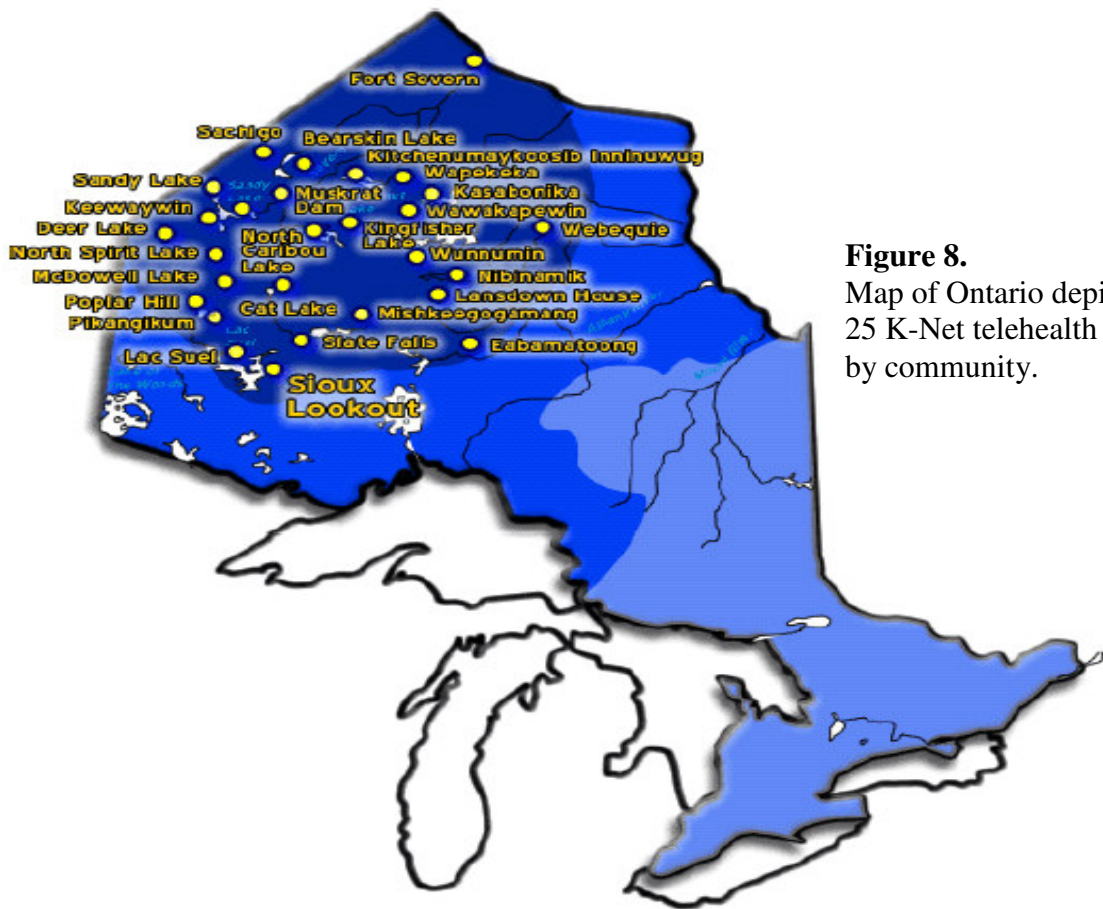 Fort Severn
Sachigo
Bearskin Lake
Kitchenumaykoosib Inninuwug
Sandy Lake
Wapekeka
Muskrat
Dam
Kasabonika
Keewaywin
Wawakapewin
Deer Lake
North
Caribou
Lake
Kingfisher
Lake
Webequie
North Spirit Lake
Wunnumin
McDowell Lake
Nibinamik
Poplar Hill
Cat Lake
Lansdown House
Pikangikum
Mishkeegogamang
Slate Falls
Eabamatoong
Lac Suel
Sioux
Lookout
Figure 8.
Map of Ontario depi
25 K-Net telehealth
by community.